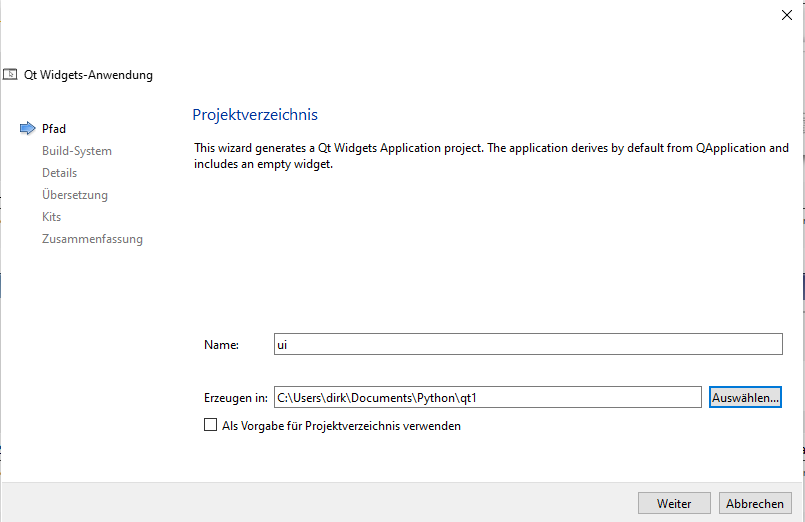 Qt Widgets-Anwendung
Pfad
Build-System
Details
Übersetzung
Kits
Zusammenfassung
Projektverzeichnis
This wizard generates a Qt Widgets Application project. The application derives by default from QApplication and
includes an empty widget.
Name: ui
Erzeugen in: C:\Users\dirk\Documents\Python\qt1 Auswählen...
Als Vorgabe für Projektverzeichnis verwenden
Weiter Abbrechen